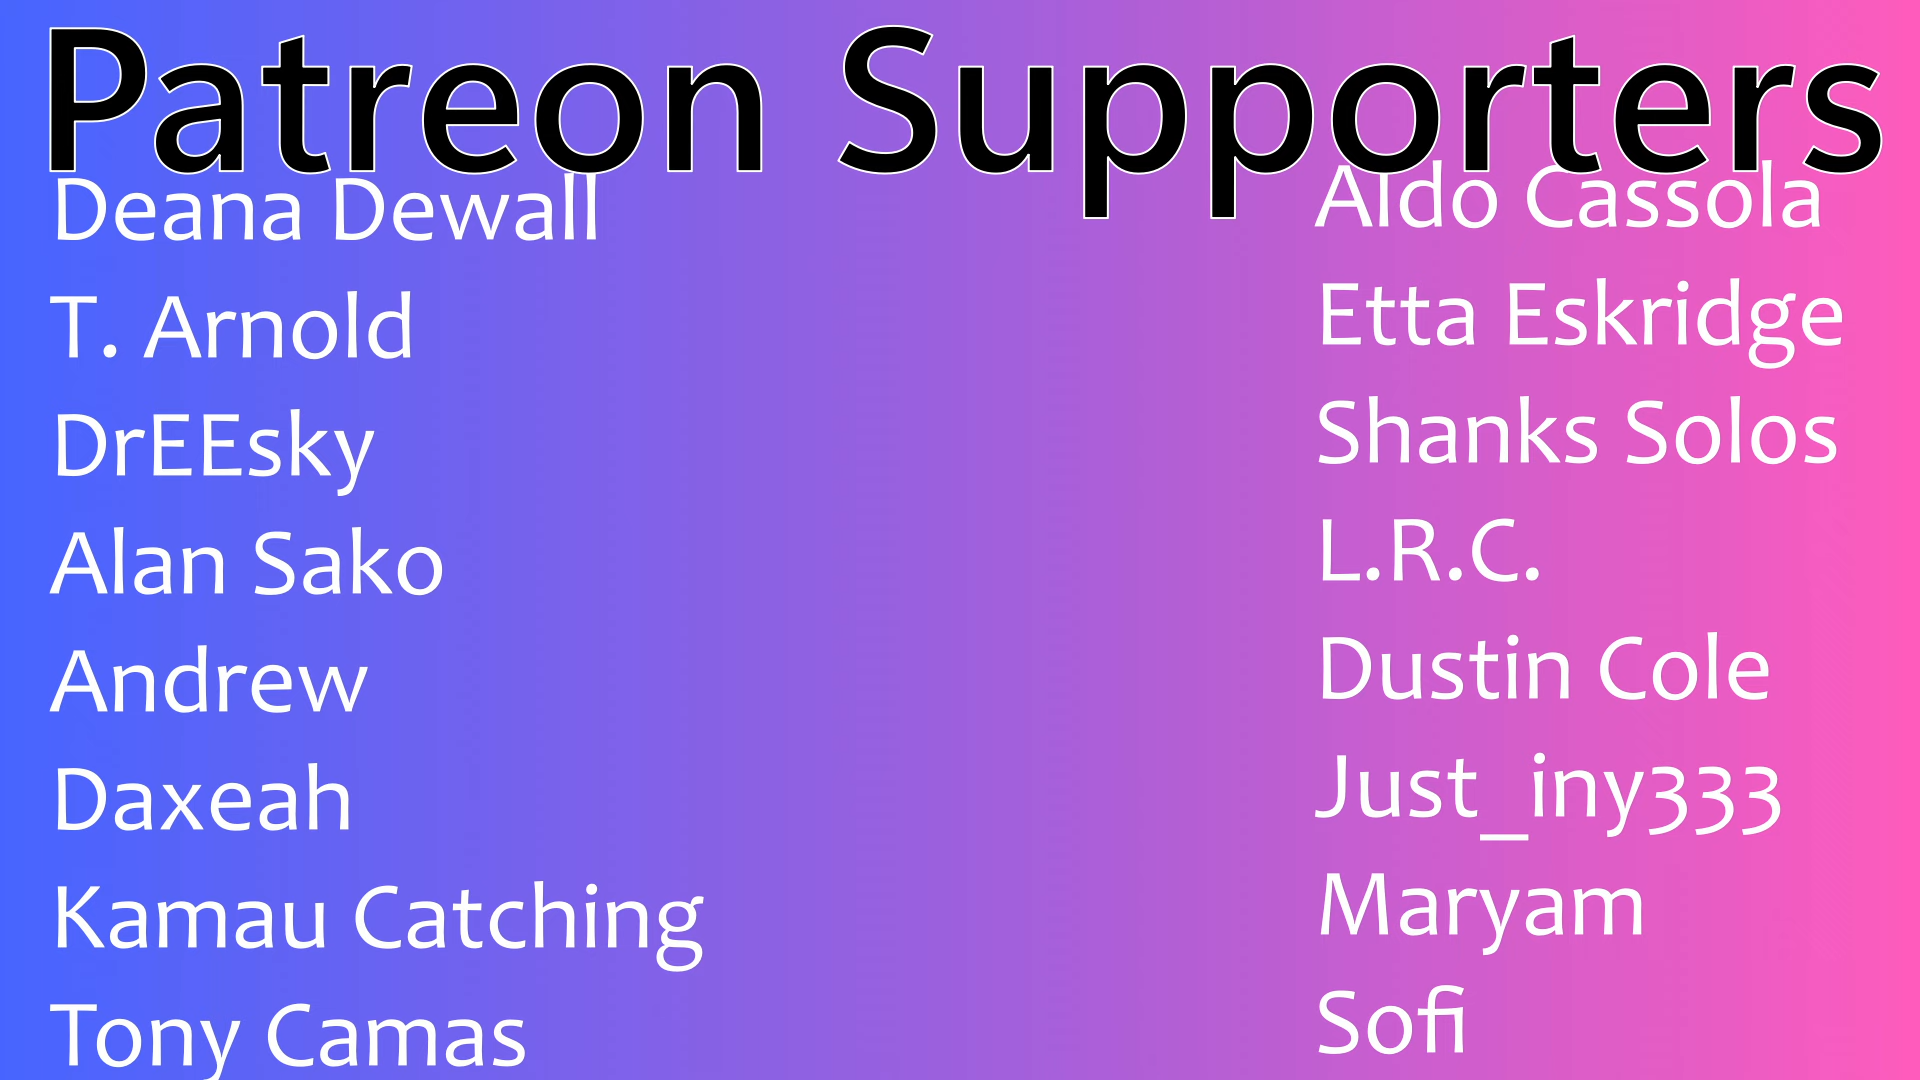 Patreon Supporters
Deana Dewall
T. Arnold
DrEEsky
Alan Sako
Andrew
Daxeah
Kamau Catching
Tony Camas
Aldo Cassola
Etta Eskridge
Shanks Solos
L.R.C.
Dustin Cole
Just_iny333
Maryam
Sofi